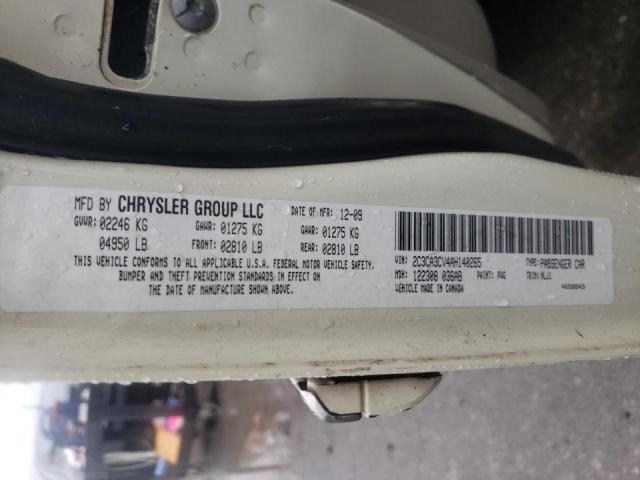 MFD BY CHRYSLER GROUP LLC DATE OF MFR: 12-09
GVWR: 02246 KG GAWR: 01275 KG GAWR: 01275 KG
04950 LB FRONT: 02810 LB REAR: 02810 LB
THIS VEHICLE CONFORMS TO ALL APPLICABLE U.S.A. FEDERAL MOTOR VEHICLE SAFETY,
BUMPER AND THEFT PREVENTION STANDARDS IN EFFECT ON
THE DATE OF MANUFACTURE SHOWN ABOVE.
VIN: 2C3CA3CV4AH140265 TYPE: PASSENGER CAR
MDH: 122308 036AB PAINT: PWG TRIM:
VEHICLE MADE IN CANADA